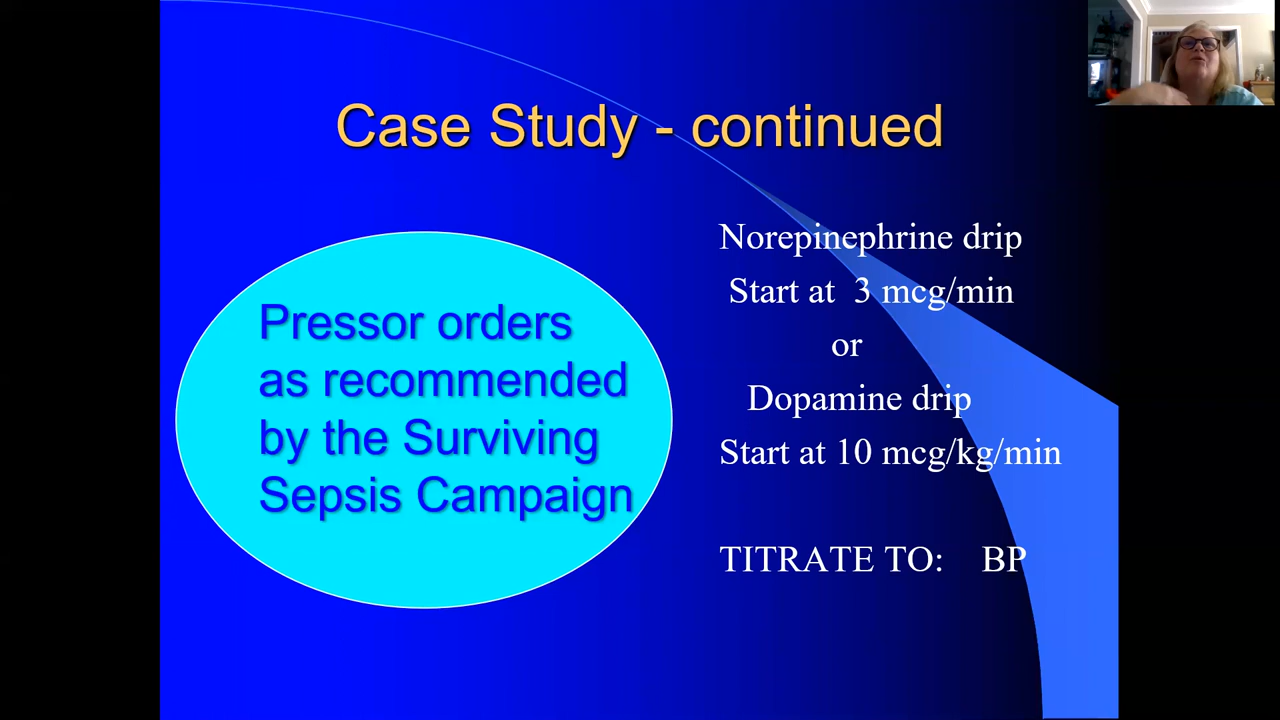 Case Study - continued
Pressor orders
as recommended
by the Surviving
Sepsis Campaign
Norepinephrine drip
Start at 3 mcg/min
or
Dopamine drip
Start at 10 mcg/kg/min
TITRATE TO: BP